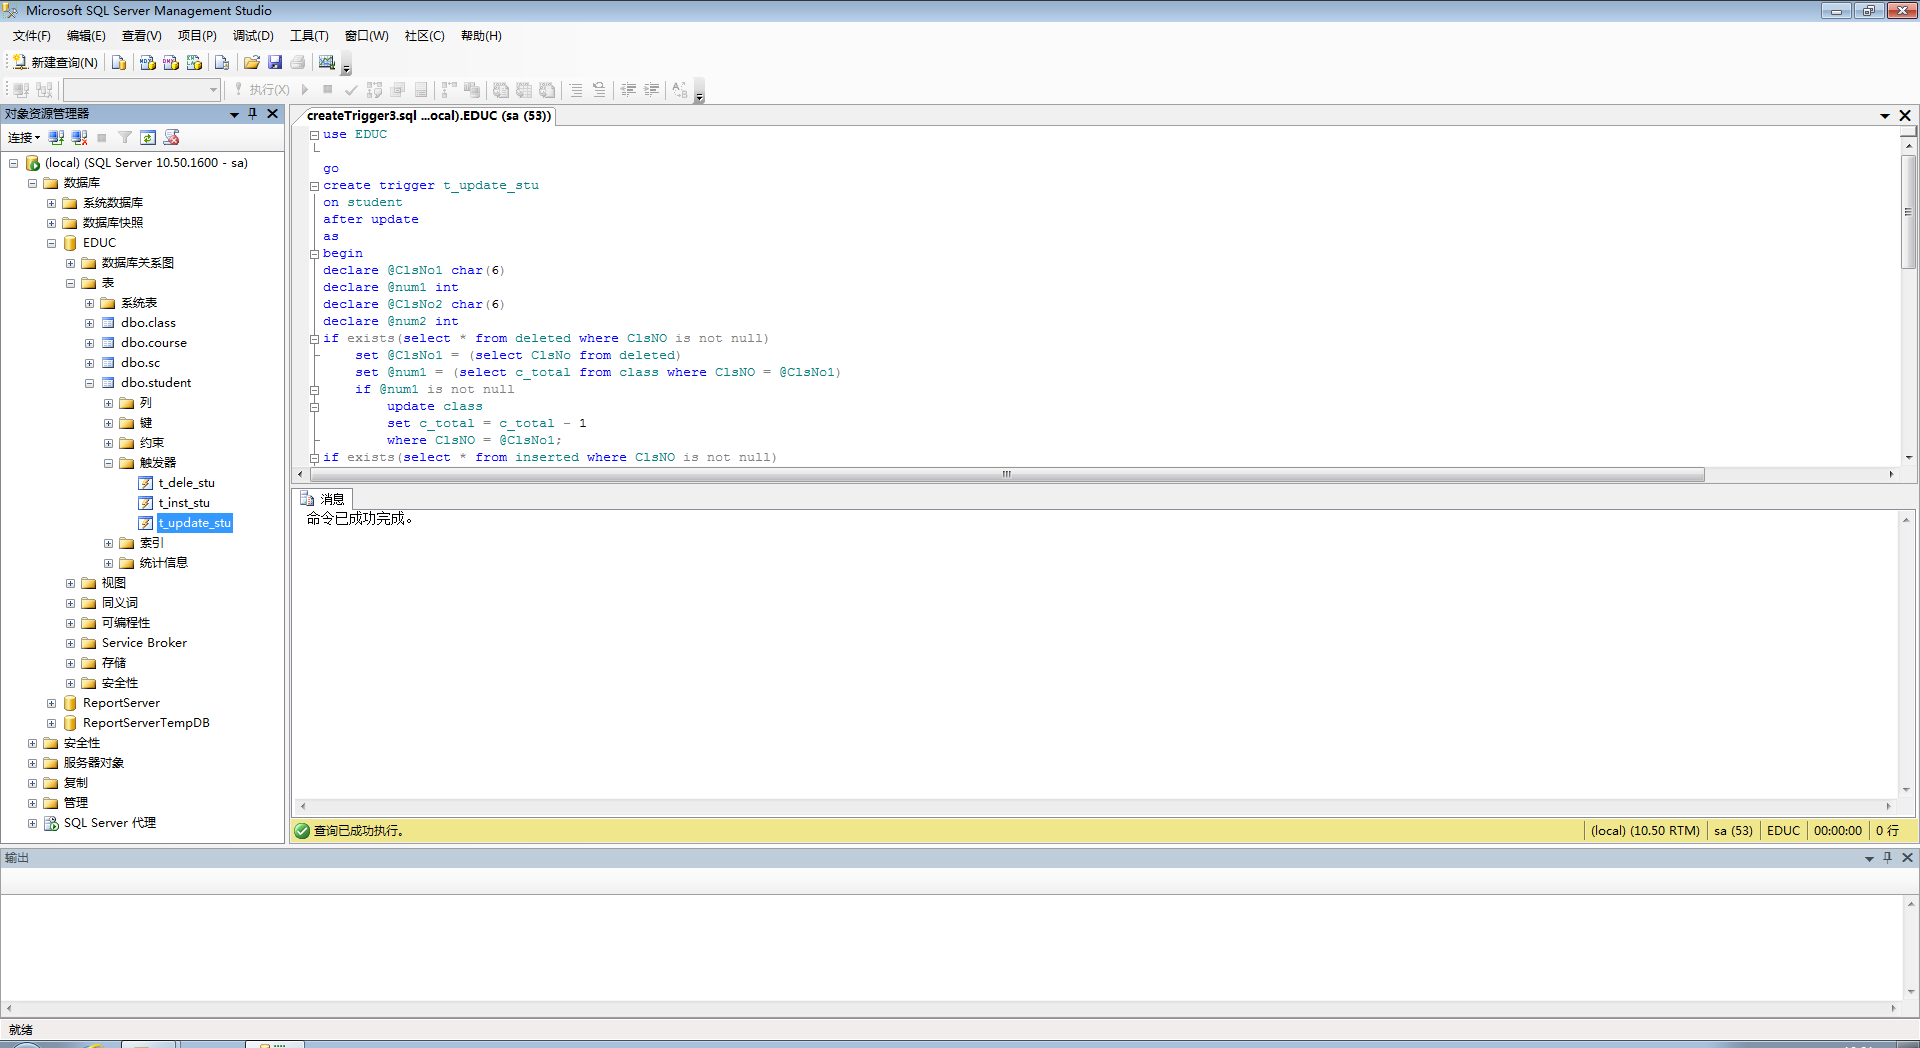 Microsoft SQL Server Management Studio
文件(F) 编辑(E) 查看(V) 项目(P) 调试(D) 工具(T) 窗口(W) 社区(C) 帮助(H)
新建查询(N)
执行(X)
对象资源管理器
连接
(local) (SQL Server 10.50.1600 - sa)
数据库
系统数据库
数据库快照
EDUC
数据库关系图
表
系统表
dbo.class
dbo.course
dbo.sc
dbo.student
列
键
约束
触发器
t_dele_stu
t_inst_stu
t_update_stu
索引
统计信息
视图
同义词
可编程性
Service Broker
存储
安全性
ReportServer
ReportServerTempDB
安全性
服务器对象
复制
管理
SQL Server 代理
createTrigger3.sql ...ocal).EDUC (sa (53))
use EDUC
go
create trigger t_update_stu
on student
after update
as
begin
declare @ClsNo1 char(6)
declare @num1 int
declare @ClsNo2 char(6)
declare @num2 int
if exists(select * from deleted where ClsNO is not null)
set @ClsNo1 = (select ClsNo from deleted)
set @num1 = (select c_total from class where ClsNO = @ClsNo1)
if @num1 is not null
update class
set c_total = c_total - 1
where ClsNO = @ClsNo1;
if exists(select * from inserted where ClsNO is not null)
消息
命令已成功完成。
查询已成功执行。
(local) (10.50 RTM) sa (53) EDUC 00:00:00 0 行
输出
就绪